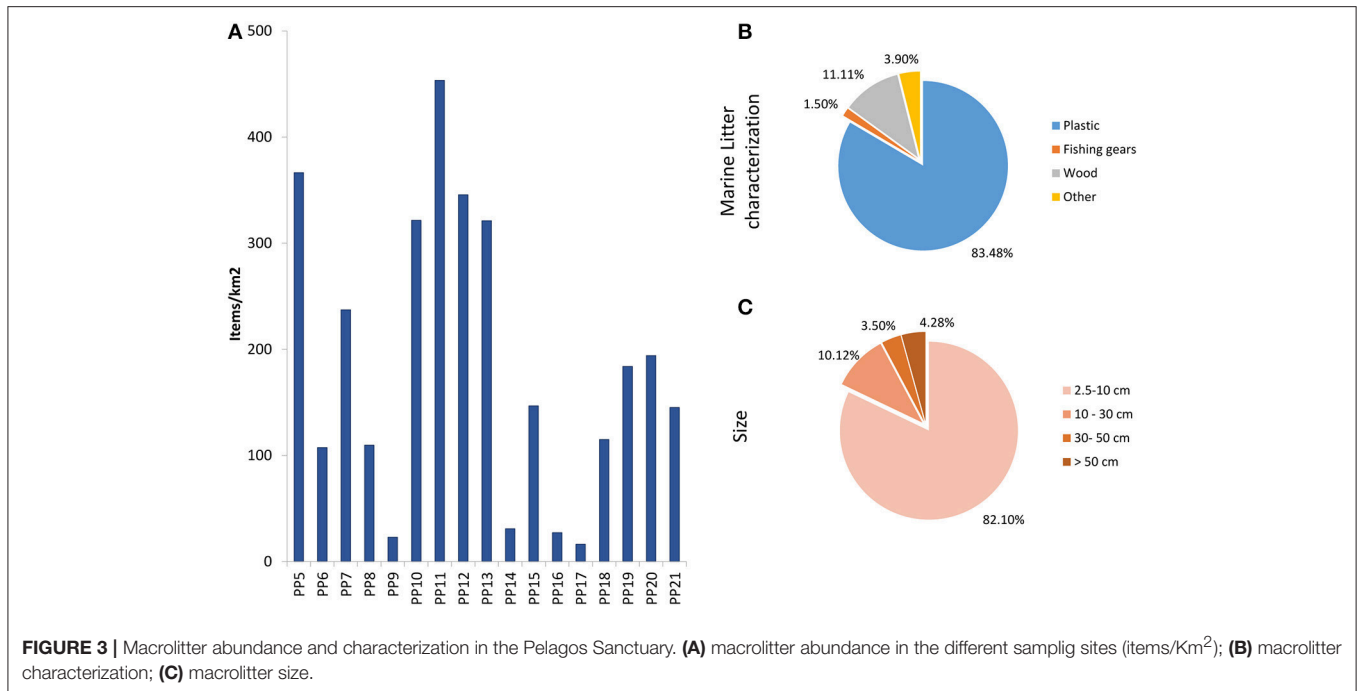 A
500
400
300
200
100
0
Items/km2
PP5
PP6
PP7
PP8
PP9
PP10
PP11
PP12
PP13
PP14
PP15
PP16
PP17
PP18
PP19
PP20
PP21
B
Marine Litter
characterization
3.90%
11.11%
1.50%
83.48%
Plastic
Fishing gears
Wood
Other
C
Size
4.28%
3.50%
10.12%
82.10%
2.5-10 cm
10 - 30 cm
30- 50 cm
> 50 cm
FIGURE 3 | Macrolitter abundance and characterization in the Pelagos Sanctuary. (A) macrolitter abundance in the different samplig sites (items/Km²); (B) macrolitter
characterization; (C) macrolitter size.